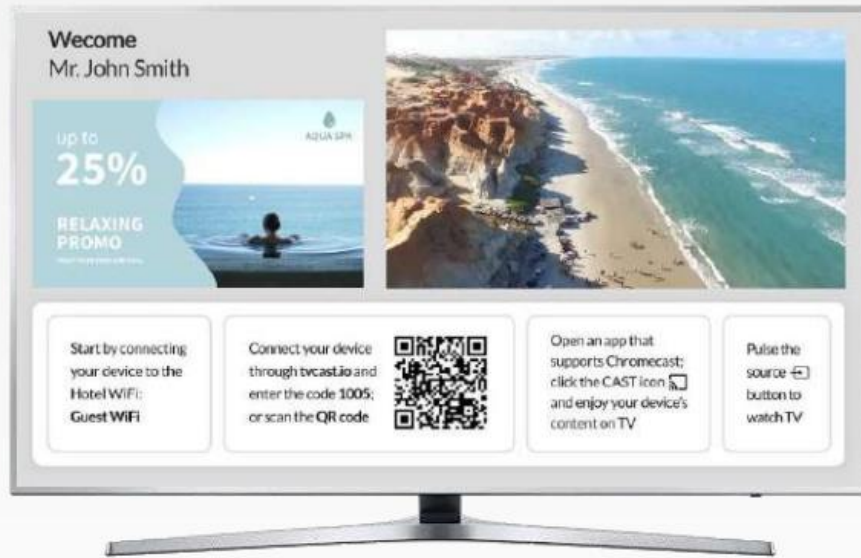 Wecome
Mr. John Smith
up to
25%
RELAXING
PROMO
AQUA SPA
Start by connecting
your device to the
Hotel WiFi:
Guest WiFi
Connect your device
through tvcast.io and
enter the code 1005;
or scan the QR code
Open an app that
supports Chromecast;
click the CAST icon
and enjoy your device's
content on TV
Pulse the
source
button to
watch TV